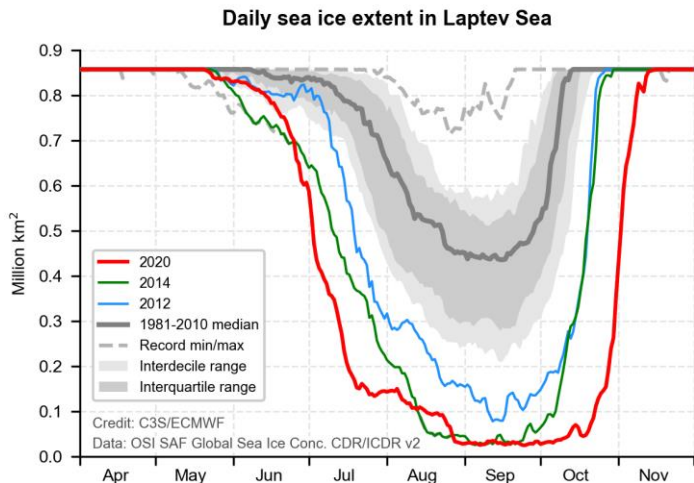 Daily sea ice extent in Laptev Sea
0.9
0.8
0.7
0.6
0.5
0.4
0.3
0.2
0.1
0.0
Million km²
2020
2014
2012
1981-2010 median
Record min/max
Interdecile range
Interquartile range
Credit: C3S/ECMWF
Data: OSI SAF Global Sea Ice Conc. CDR/ICDR v2
Apr May Jun Jul Aug Sep Oct Nov